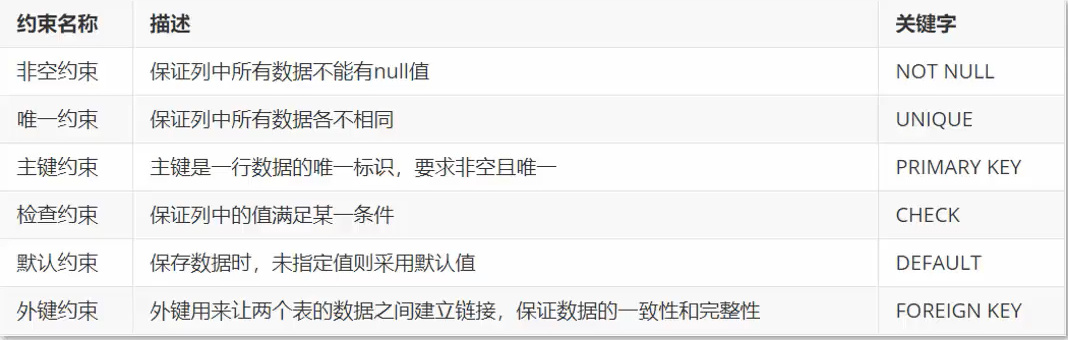 约束名称 描述 关键字
非空约束 保证列中所有数据不能有null值 NOT NULL
唯一约束 保证列中所有数据各不相同 UNIQUE
主键约束 主键是一行数据的唯一标识，要求非空且唯一 PRIMARY KEY
检查约束 保证列中的值满足某一条件 CHECK
默认约束 保存数据时，未指定值则采用默认值 DEFAULT
外键约束 外键用来让两个表的数据之间建立链接，保证数据的一致性和完整性 FOREIGN KEY